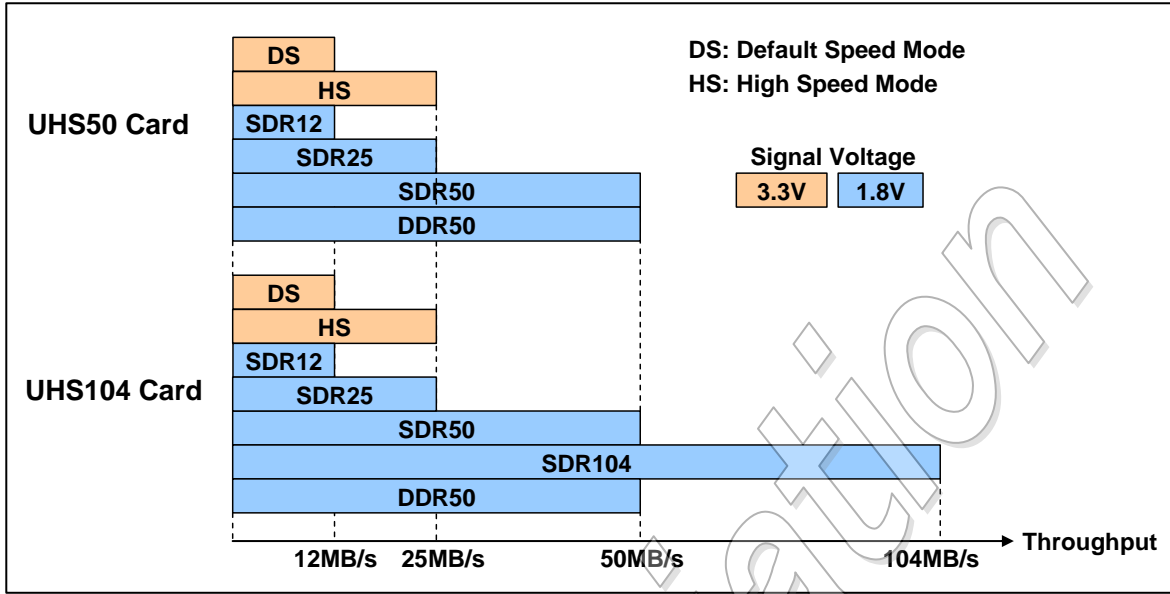 DS
HS
UHS50 Card
SDR12
SDR25
SDR50
DDR50
DS: Default Speed Mode
HS: High Speed Mode
Signal Voltage
3.3V 1.8V
DS
HS
UHS104 Card
SDR12
SDR25
SDR50
SDR104
DDR50
12MB/s 25MB/s 50MB/s 104MB/s
Throughput